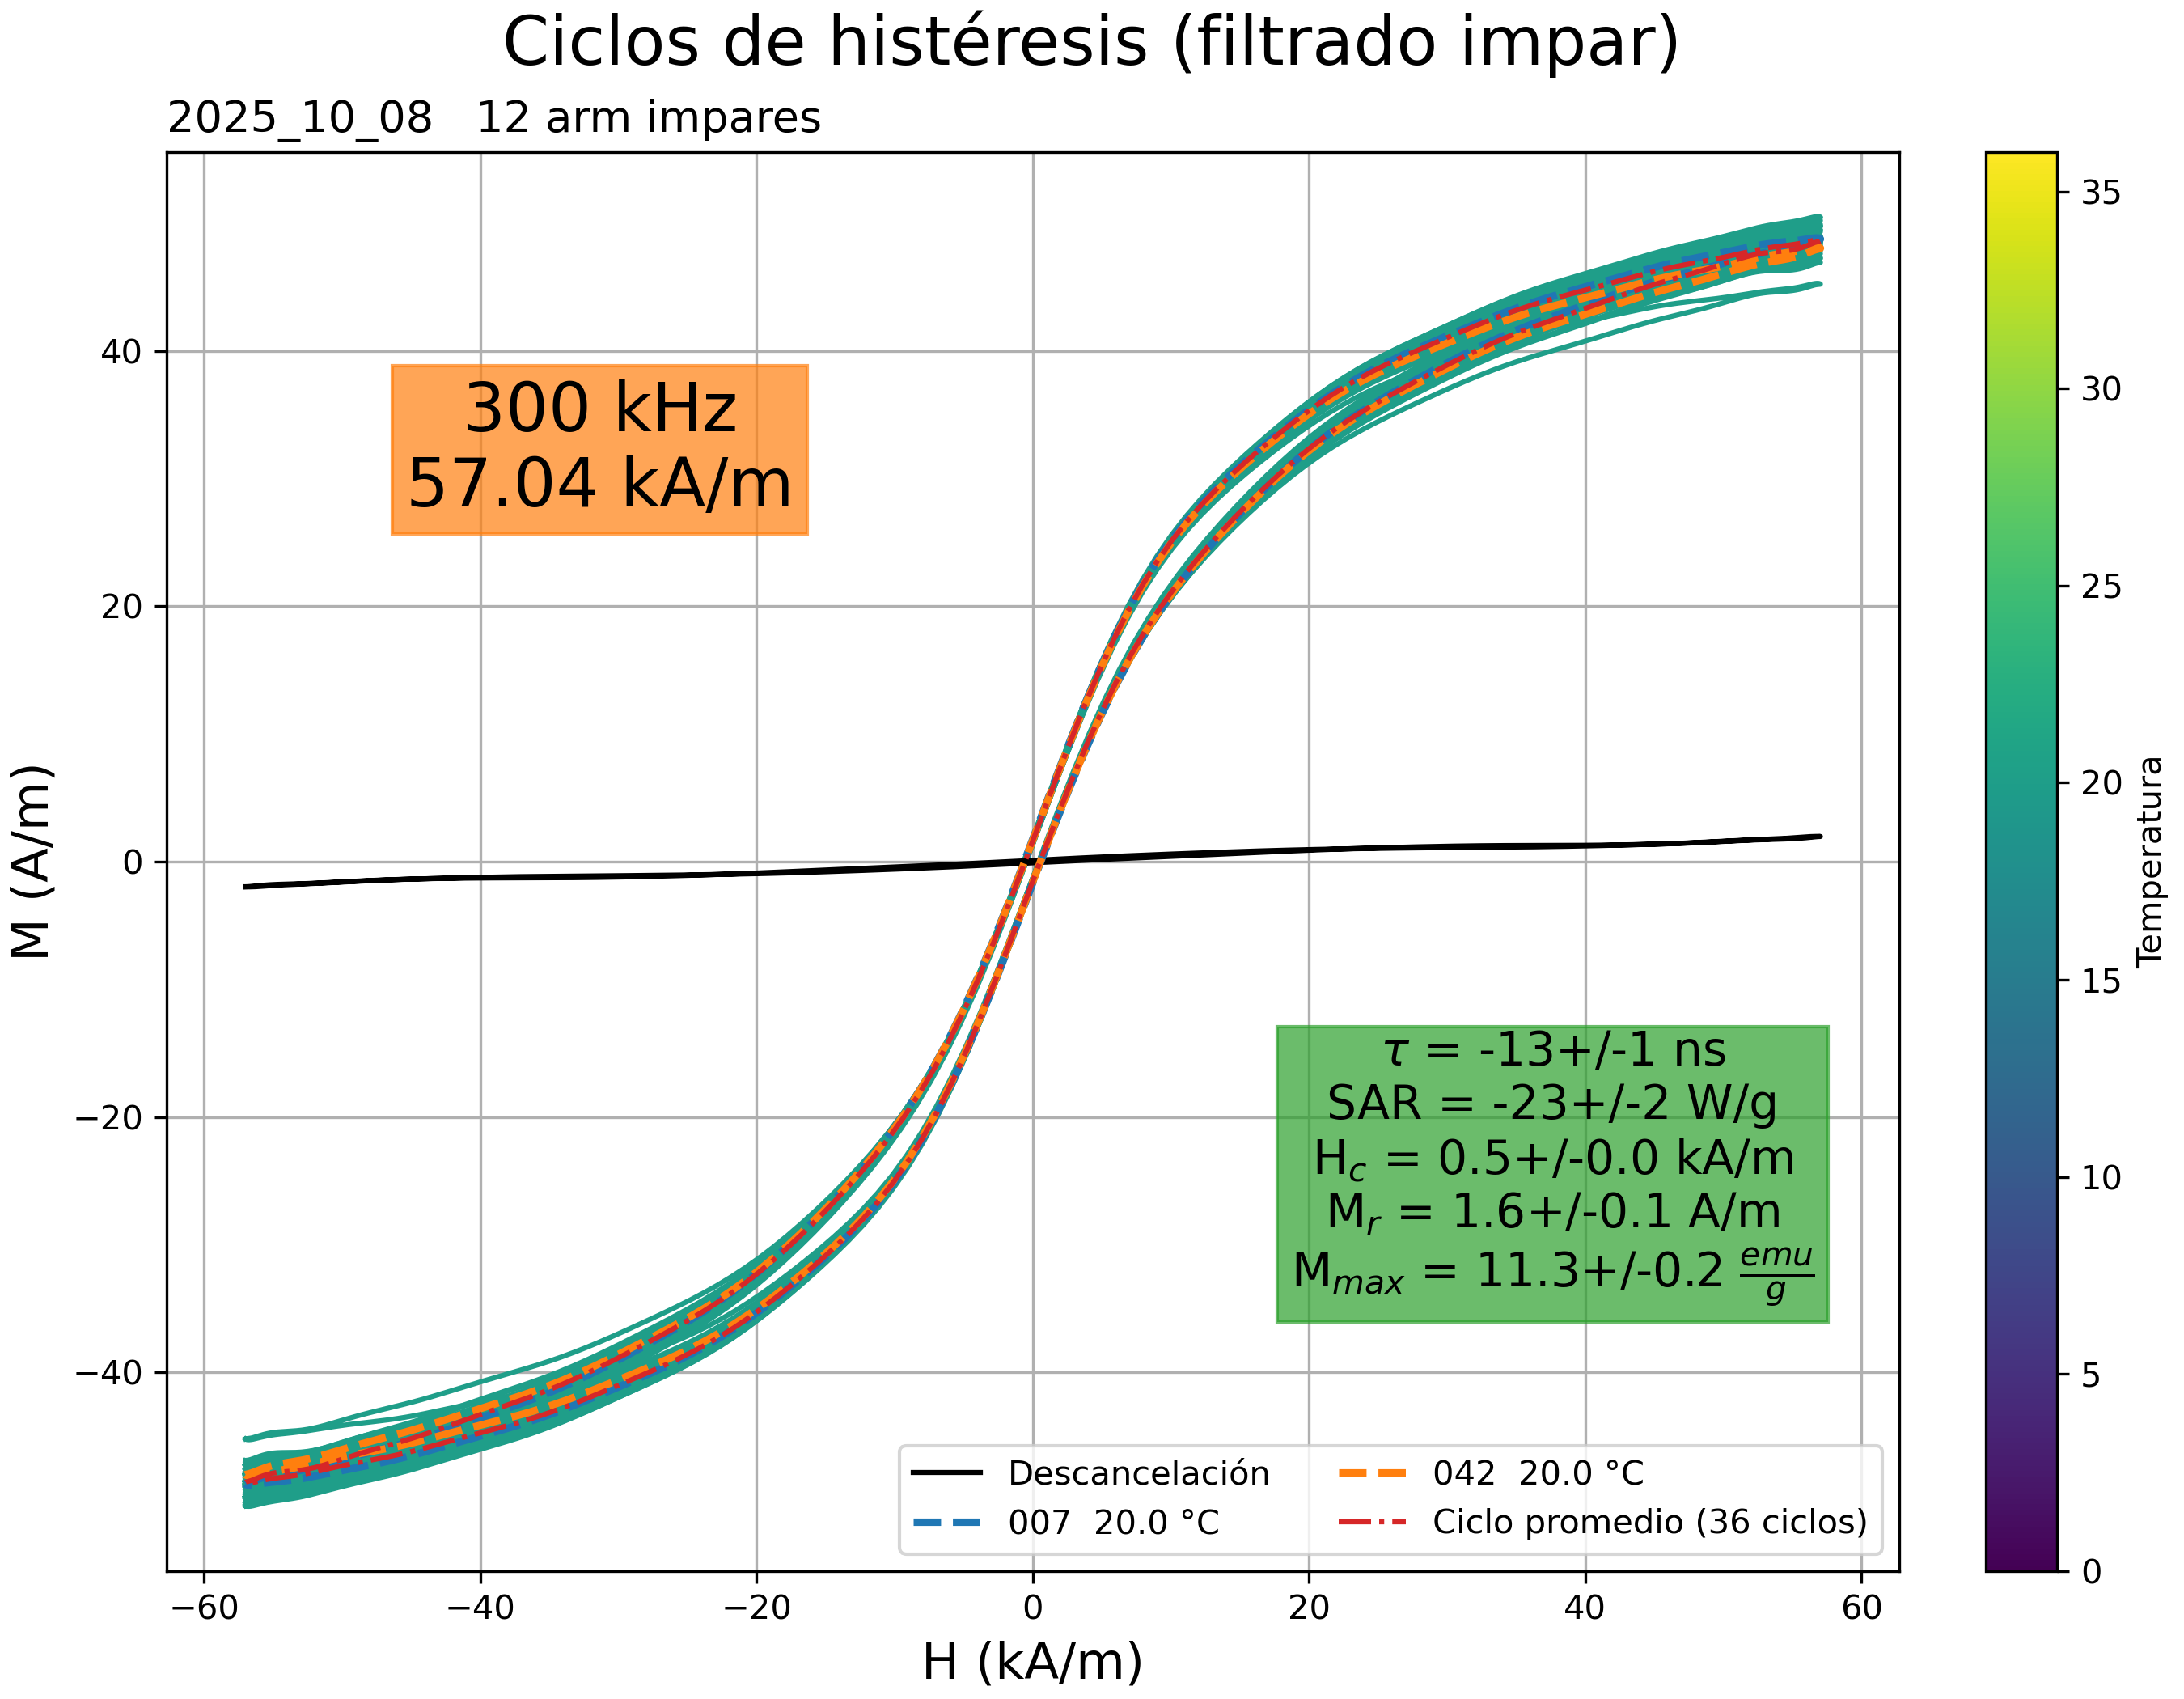 Ciclos de histéresis (filtrado impar)
2025_10_08   12 arm impares
300 kHz
57.04 kA/m
M (A/m)
40
20
0
−20
−40
τ = -13+/-1 ns
SAR = -23+/-2 W/g
H_c = 0.5+/-0.0 kA/m
M_r = 1.6+/-0.1 A/m
M_max = 11.3+/-0.2 emu/g
Descancelación
007  20.0 °C
042  20.0 °C
Ciclo promedio (36 ciclos)
−60 −40 −20 0 20 40 60
H (kA/m)
35
30
25
20
15
10
5
0
Temperatura